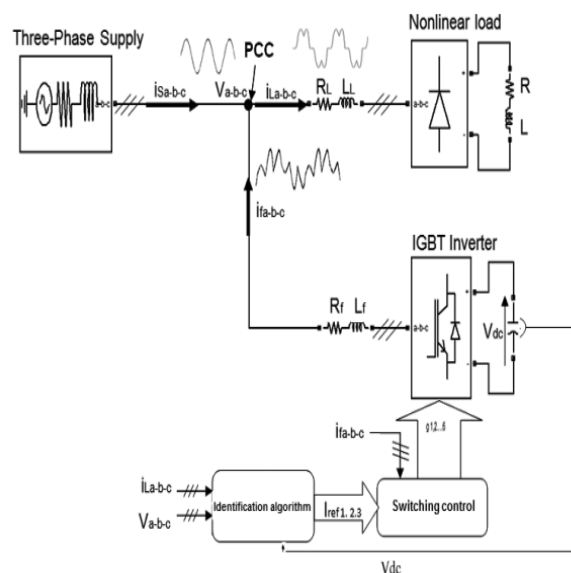 Three-Phase Supply
Nonlinear load
PCC
iSa-b-c
Va-b-c
iLa-b-c
RL LL
a-b-c
+
-
R
L
ifa-b-c
IGBT Inverter
Rf Lf
a-b-c
+
-
Vdc
ifa-b-c
g1,2...6
iLa-b-c
Va-b-c
Identification algorithm
Iref 1. 2.3
Switching control
Vdc